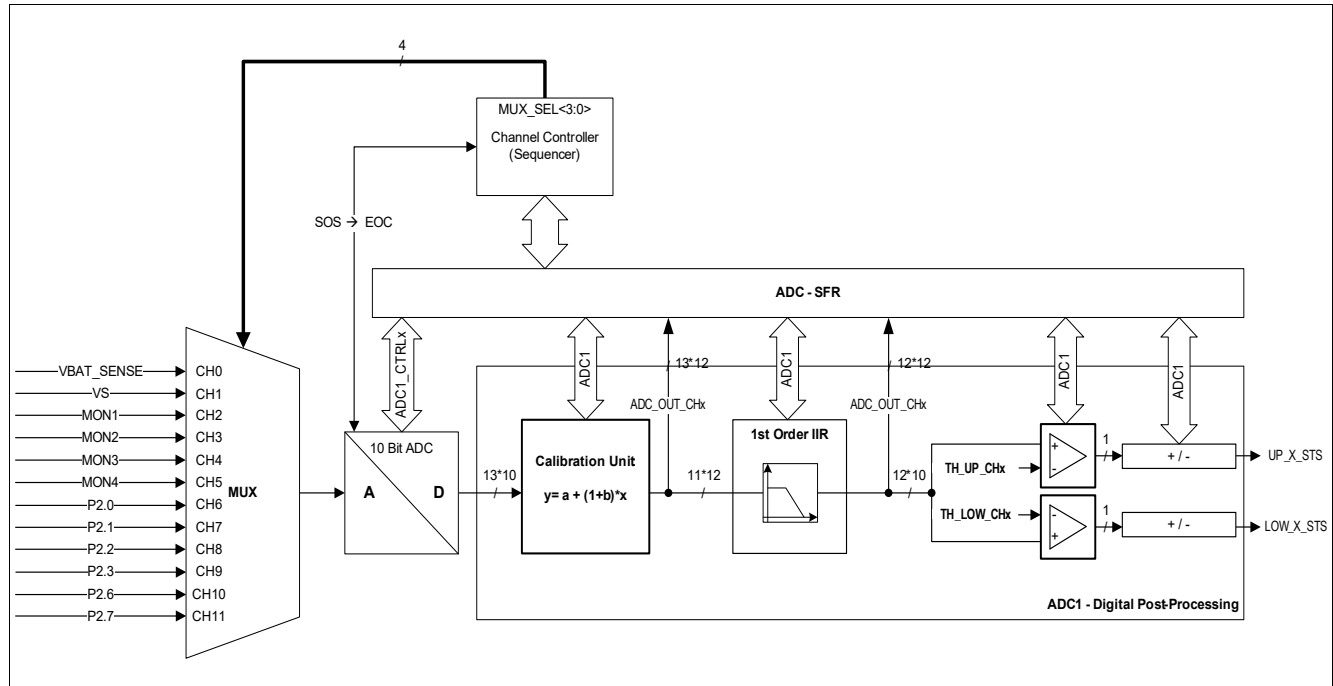 4
MUX_SEL<3:0>
Channel Controller
(Sequencer)
SOS → EOC
ADC - SFR
ADC1_CTRLx
ADC1
13*12
ADC1
12*12
ADC1
ADC1
VBAT_SENSE
CH0
VS
CH1
MON1
CH2
MON2
CH3
MON3
CH4
MON4
CH5
P2.0
CH6
P2.1
CH7
P2.2
CH8
P2.3
CH9
P2.6
CH10
P2.7
CH11
MUX
10 Bit ADC
A
D
13*10
Calibration Unit
y= a + (1+b)*x
ADC_OUT_CHx
11*12
1st Order IIR
ADC_OUT_CHx
12*10
TH_UP_CHx
+
-
1
+ / -
UP_X_STS
TH_LOW_CHx
-
+
1
+ / -
LOW_X_STS
ADC1 - Digital Post-Processing